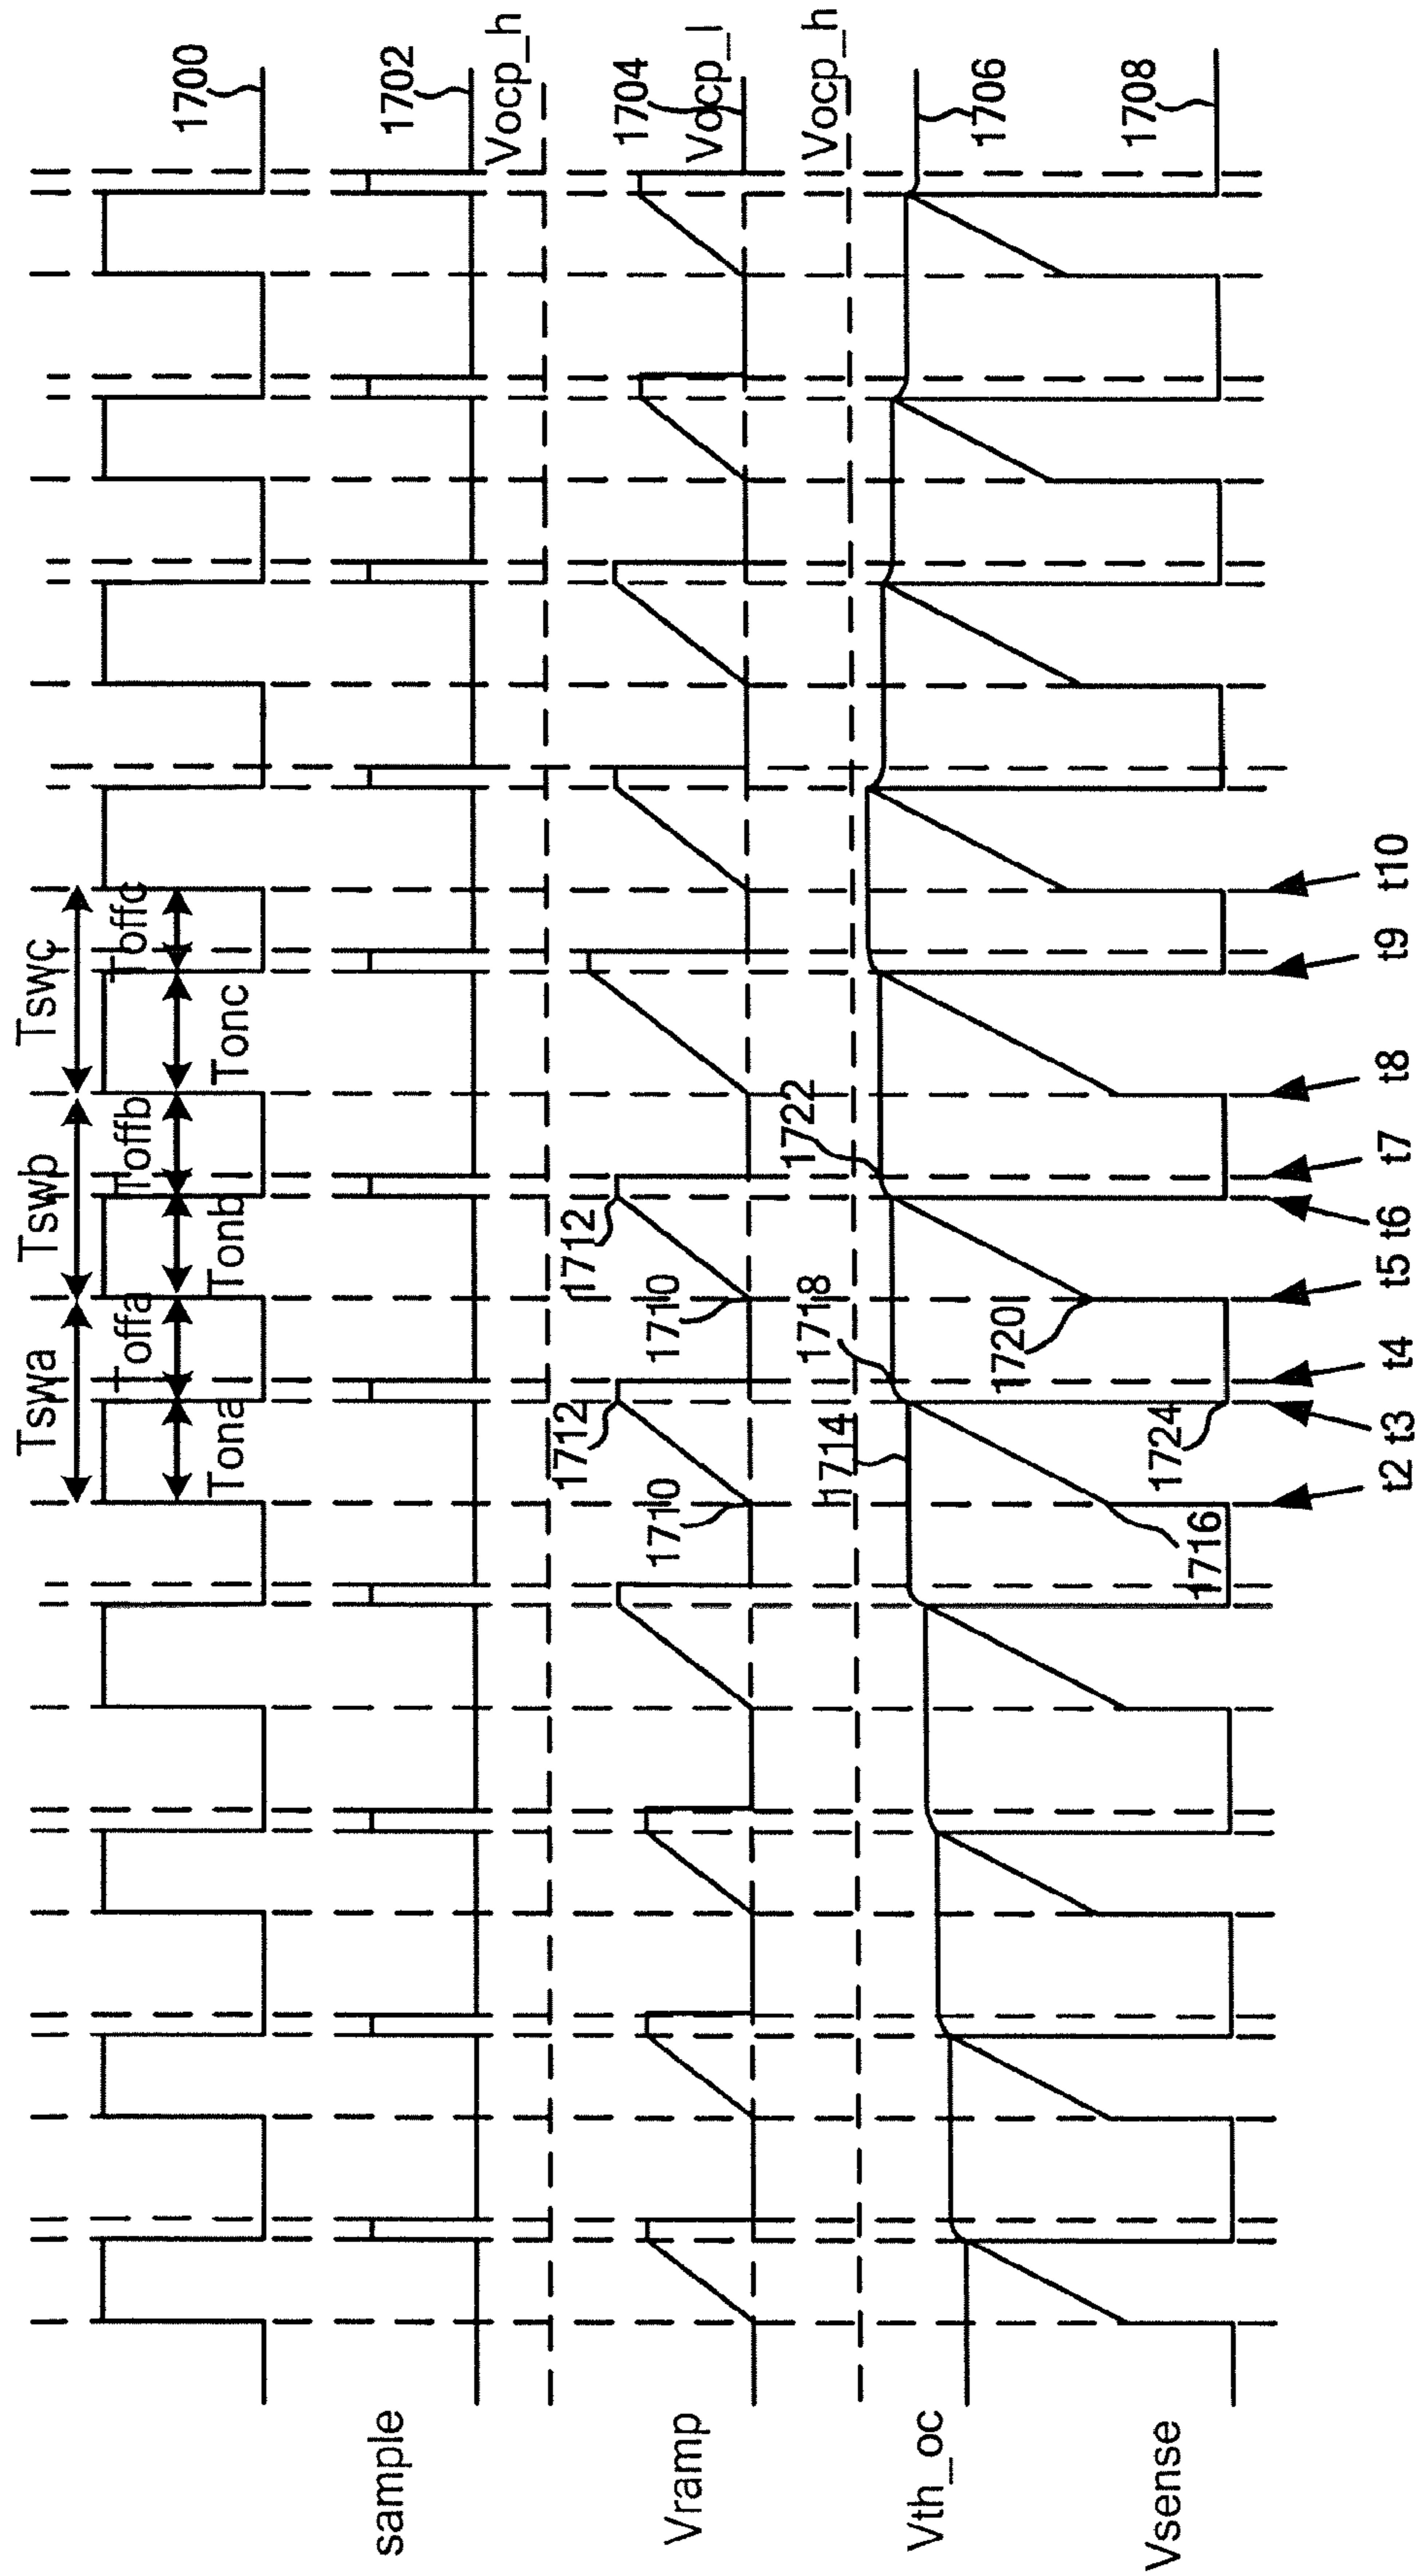 Tswa Tswb Tswc
Tona Toffa Tonb Toffb Tonc Toffc
1700
sample
1702
Vocp_h
1712 1712
Vramp
1704
1710 1710
Vocp_l
Vocp_h
1714 1718 1722
Vth_oc
1706
1716 1720
Vsense
1724
1708
t2 t3 t4 t5 t6 t7 t8 t9 t10